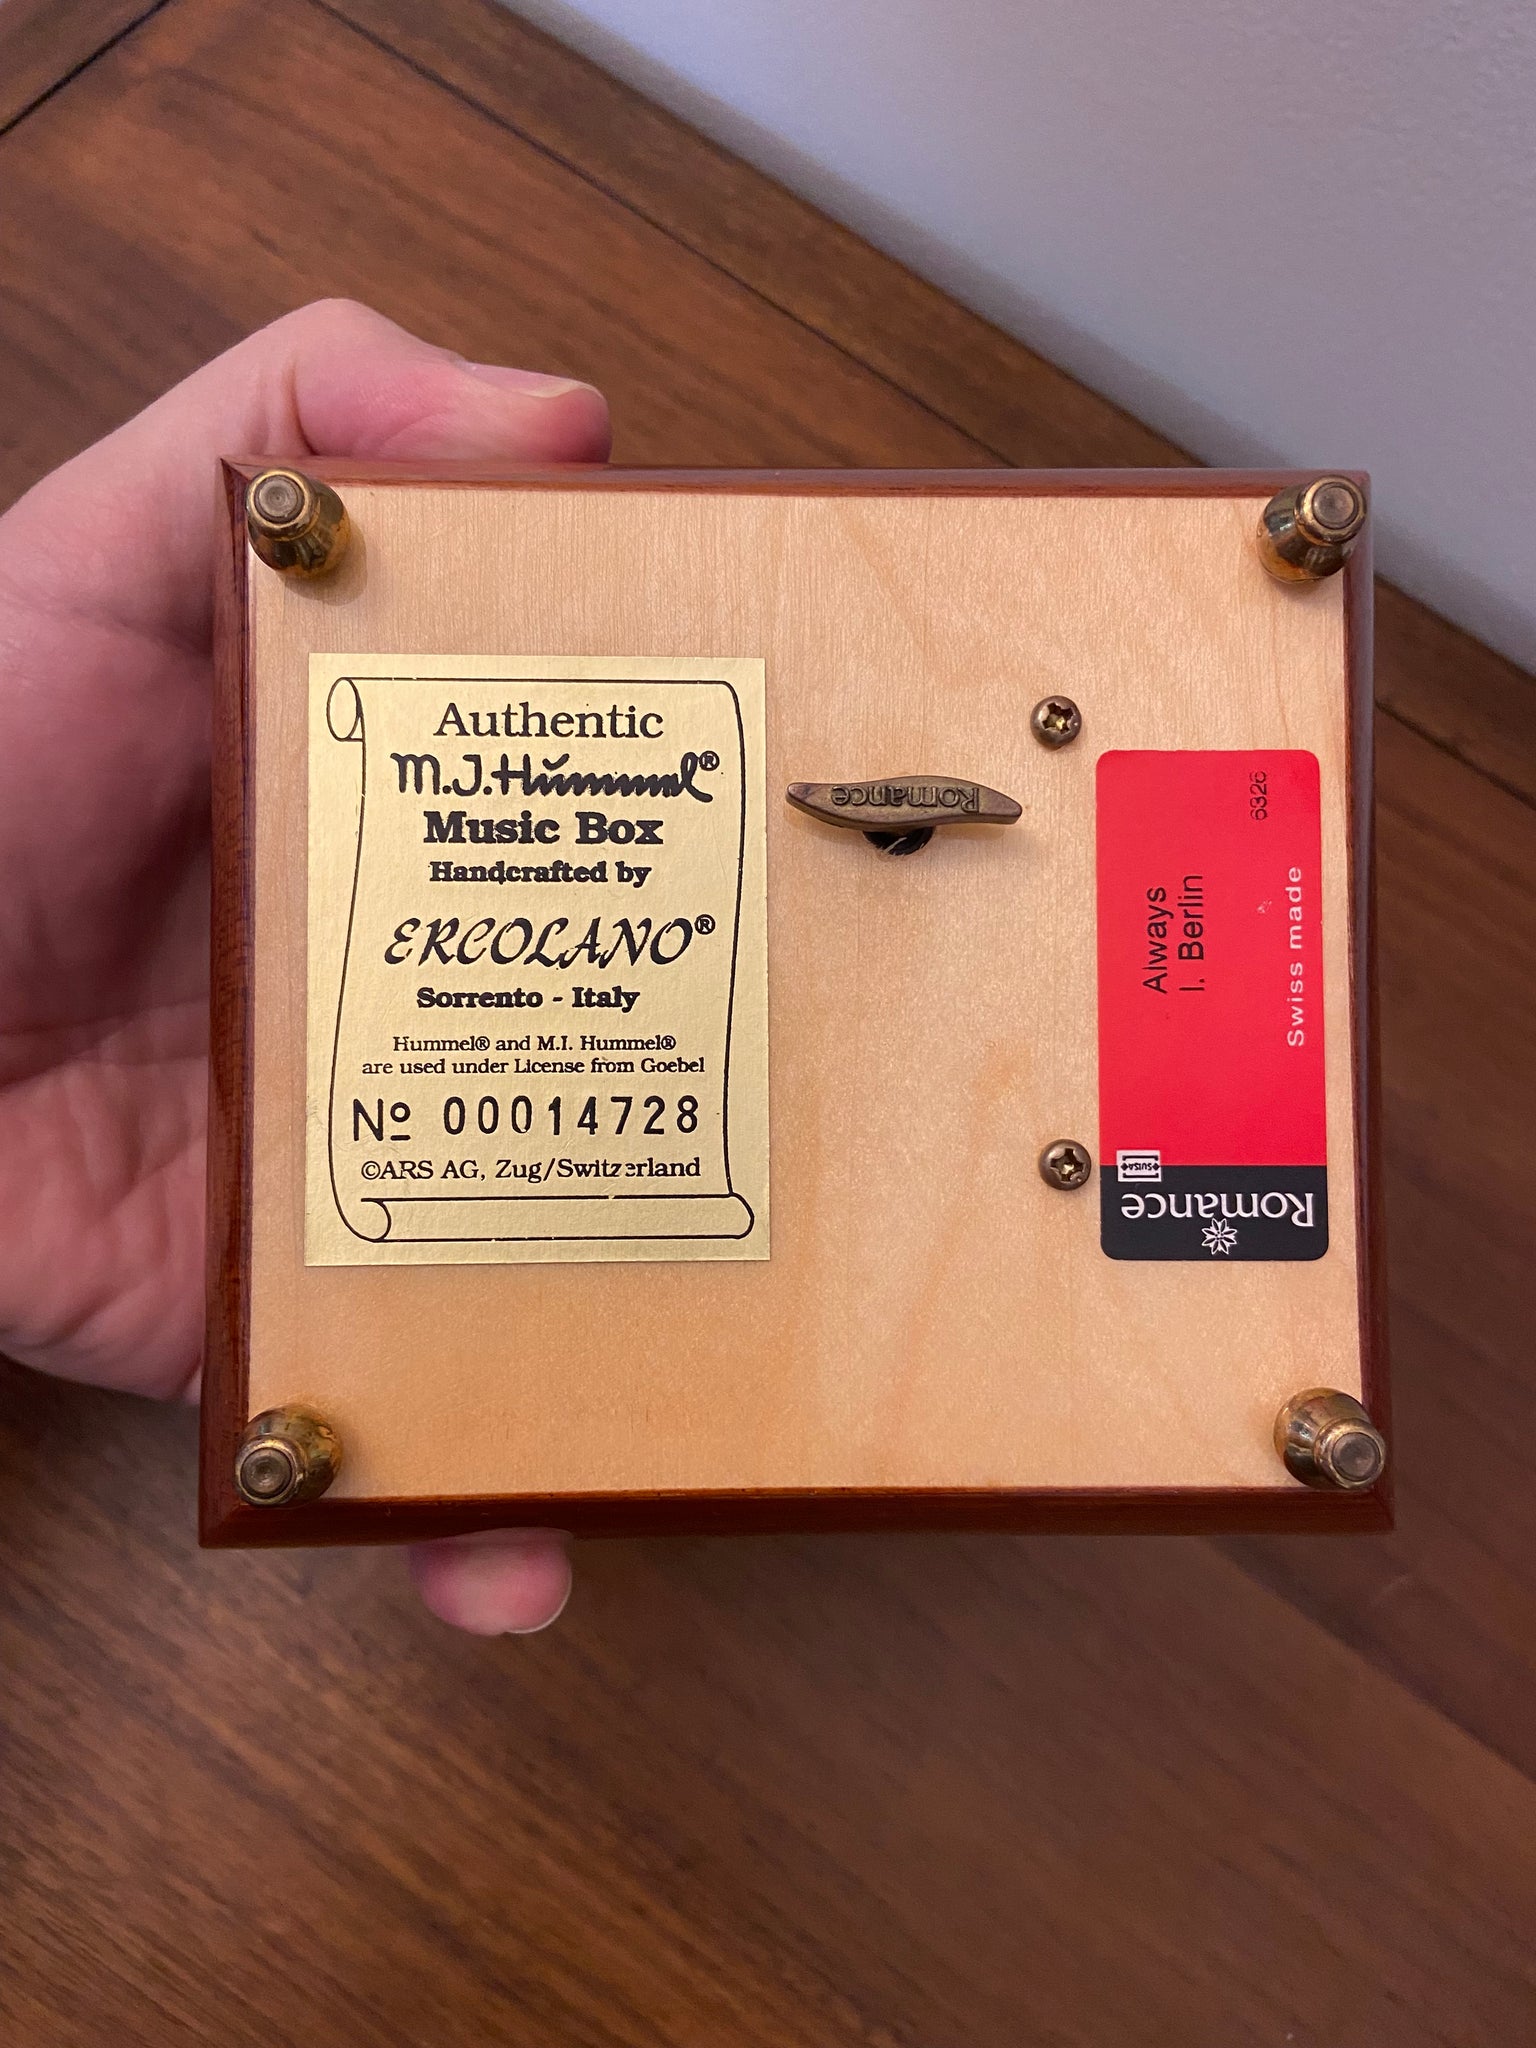 Authentic
M.J.Hummel®
Music Box
Handcrafted by
ERCOLANO®
Sorrento - Italy
Hummel® and M.I. Hummel®
are used under License from Goebel
Nº 00014728
©ARS AG, Zug/Switzerland
Romance
6326
Always
I. Berlin
Swiss made
SUISA
Romance